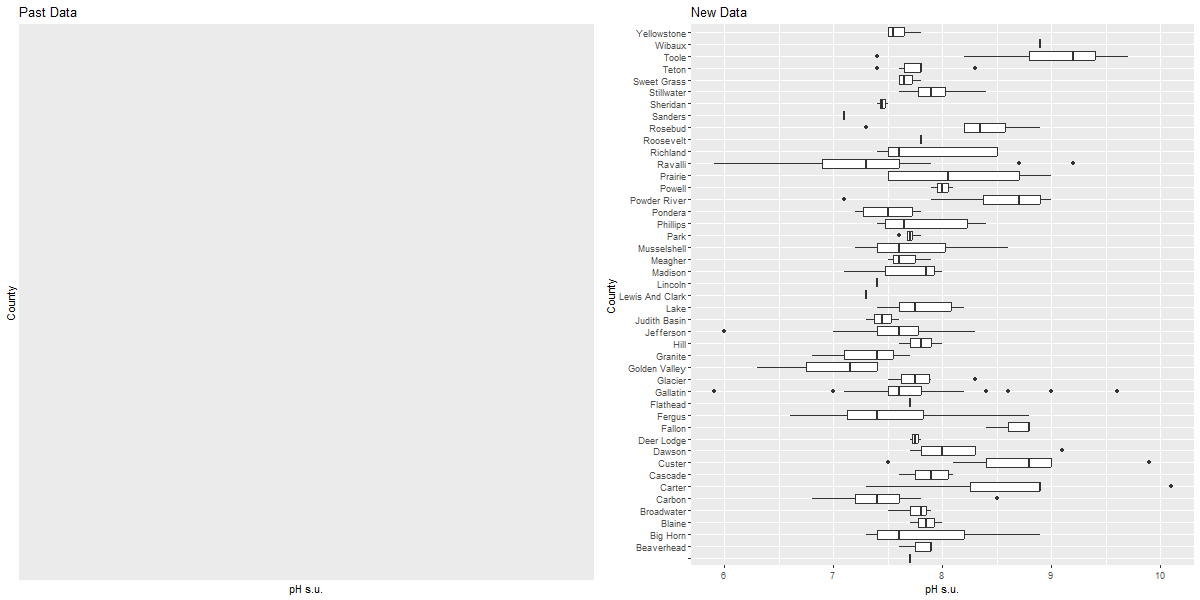 Past Data
County
pH s.u.
New Data
County
Yellowstone
Wibaux
Toole
Teton
Sweet Grass
Stillwater
Sheridan
Sanders
Rosebud
Roosevelt
Richland
Ravalli
Prairie
Powell
Powder River
Pondera
Phillips
Park
Musselshell
Meagher
Madison
Lincoln
Lewis And Clark
Lake
Judith Basin
Jefferson
Hill
Granite
Golden Valley
Glacier
Gallatin
Flathead
Fergus
Fallon
Deer Lodge
Dawson
Custer
Cascade
Carter
Carbon
Broadwater
Blaine
Big Horn
Beaverhead
6 7 8 9 10
pH s.u.